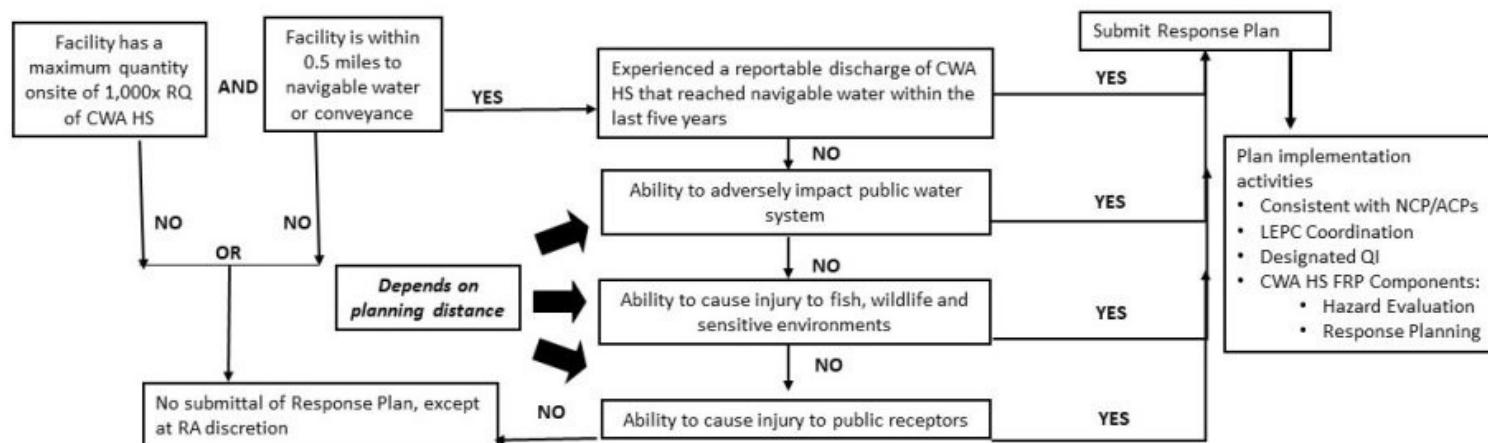 Facility has a
maximum quantity
onsite of 1,000x RQ
of CWA HS
AND
Facility is within
0.5 miles to
navigable water
or conveyance
YES
Experienced a reportable discharge of CWA
HS that reached navigable water within the
last five years
YES
Submit Response Plan
NO
NO
OR
NO
Ability to adversely impact public water
system
YES
Depends on
planning distance
NO
Ability to cause injury to fish, wildlife and
sensitive environments
YES
NO
Ability to cause injury to public receptors
YES
NO
No submittal of Response Plan, except
at RA discretion
Plan implementation
activities
• Consistent with NCP/ACPs
• LEPC Coordination
• Designated QI
• CWA HS FRP Components:
• Hazard Evaluation
• Response Planning